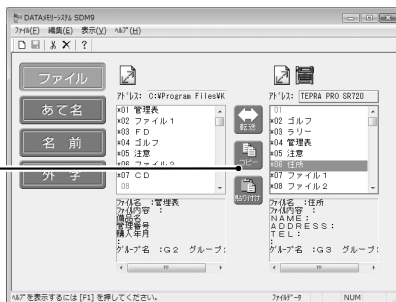 DATAﾒﾓﾘｰｼｽﾃﾑ SDM9
ﾌｧｲﾙ(F) 編集(E) 表示(V) ﾍﾙﾌﾟ(H)
ファイル
あて名
名 前
外 字
ｱﾄﾞﾚｽ: C:¥Program Files¥K
×01 管理表
×02 ファイル１
×03 ＦＤ
×04 ゴルフ
×05 注意
×06 ファイル２
×07 ＣＤ
08
ﾌｧｲﾙ名 :管理表
ﾌｧｲﾙ内容 :
備品名
管理番号
購入年月
:
ｸﾞﾙｰﾌﾟ名 :Ｇ２ グループ:
転送
コピー
貼り付け
ｱﾄﾞﾚｽ: TEPRA PRO SR720
01
×02 ゴルフ
×03 ラリー
×04 管理表
×05 注意
×06 住所
×07 ファイル１
×08 ファイル２
ﾌｧｲﾙ名 :住所
ﾌｧｲﾙ内容 :
ＮＡＭＥ:
ＡＤＤＲＥＳＳ:
ＴＥＬ:
:
ｸﾞﾙｰﾌﾟ名 :Ｇ３ グループ:
ﾍﾙﾌﾟを表示するには [F1] を押してください。
ﾌｧｲﾙﾃﾞｰﾀ
NUM